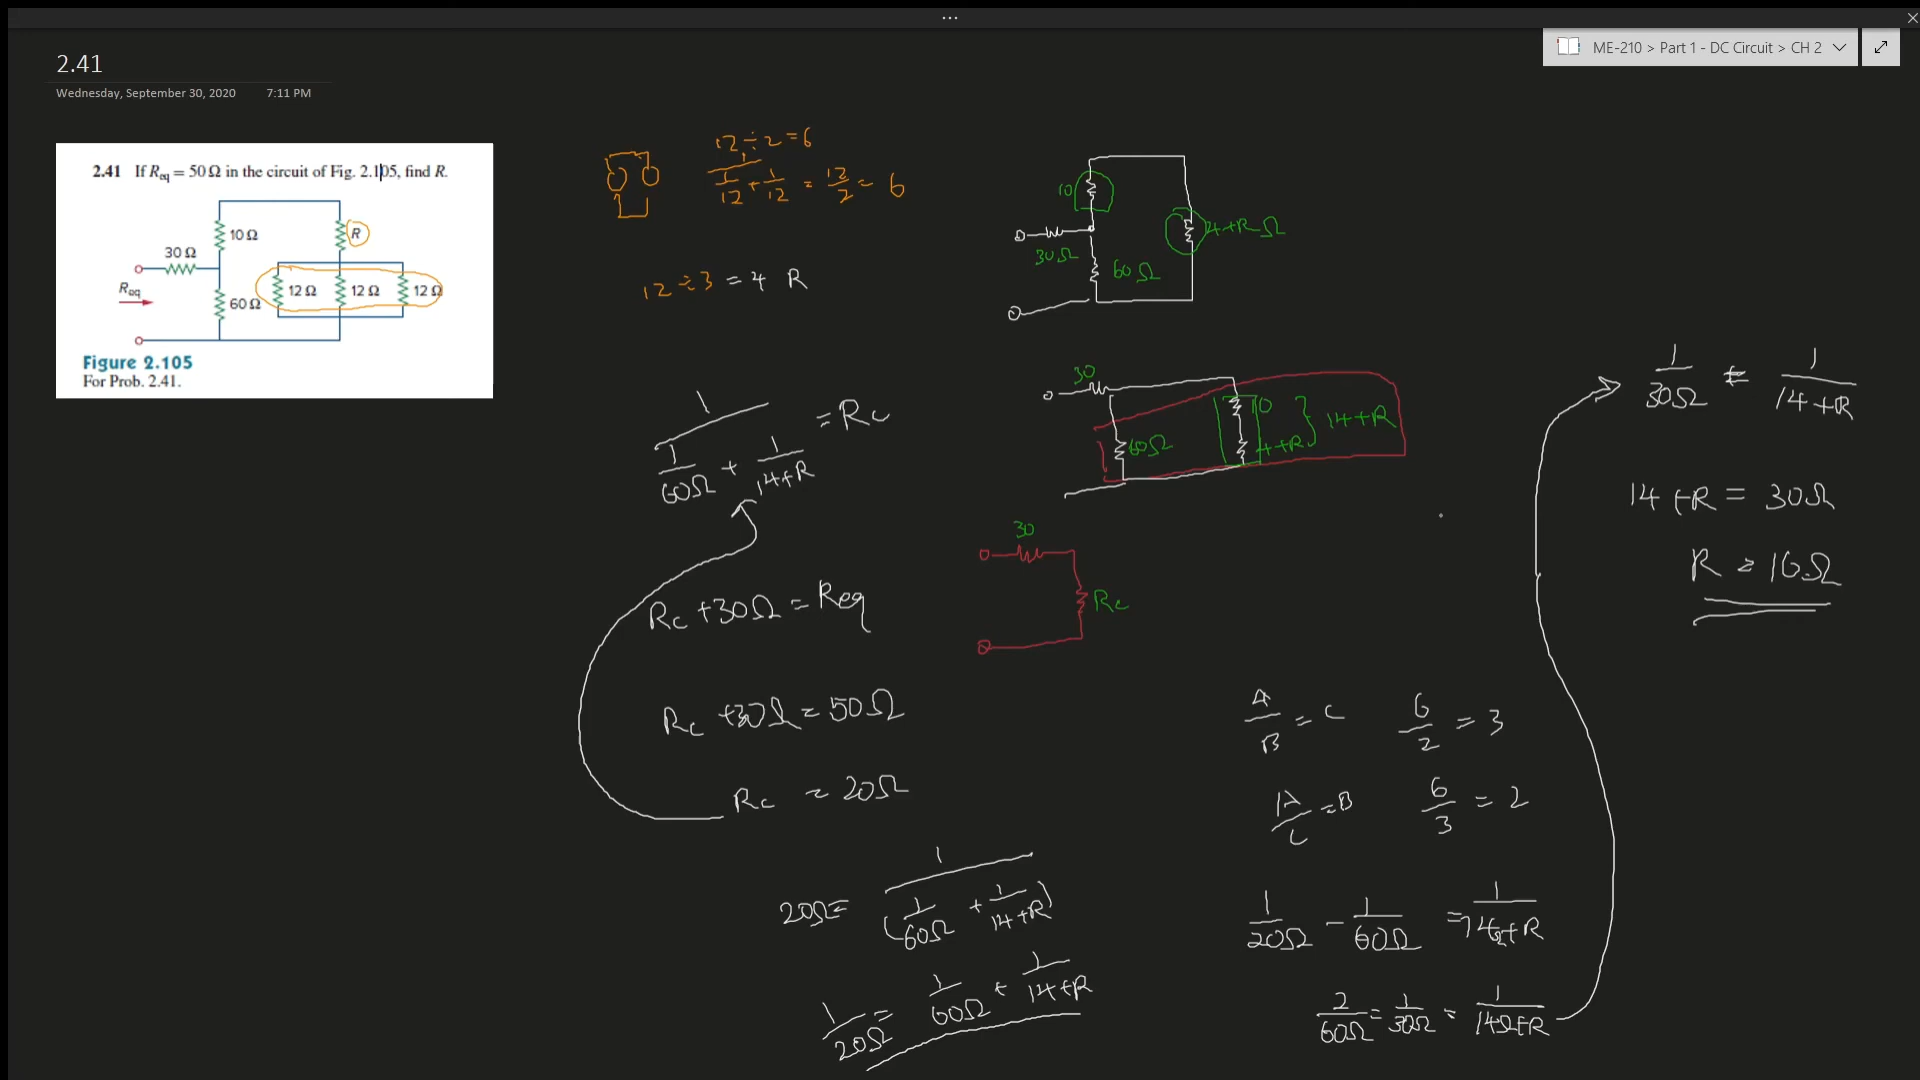 ME-210 > Part 1 - DC Circuit > CH 2
2.41
Wednesday, September 30, 2020 7:11 PM
2.41 If Req = 50 Ω in the circuit of Fig. 2.105, find R.
10 Ω
R
30 Ω
Req
60 Ω
12 Ω 12 Ω 12 Ω
Figure 2.105
For Prob. 2.41.
12 ÷ 2 = 6
1/(1/12 + 1/12) = 12/2 = 6
12 ÷ 3 = 4 R
10
30Ω
60Ω
4+R Ω
30
60Ω
10
4+R
} 14+R
30
Rc
1/(1/60Ω + 1/14+R) = Rc
Rc + 30Ω = Req
Rc + 30Ω = 50Ω
Rc = 20Ω
20Ω = 1/(1/60Ω + 1/14+R)
1/20Ω = 1/60Ω + 1/14+R
A/B = C 6/2 = 3
A/C = B 6/3 = 2
1/20Ω - 1/60Ω = 1/14Ω+R
2/60Ω = 1/30Ω = 1/14Ω+R
1/30Ω = 1/14+R
14+R = 30Ω
R = 16Ω